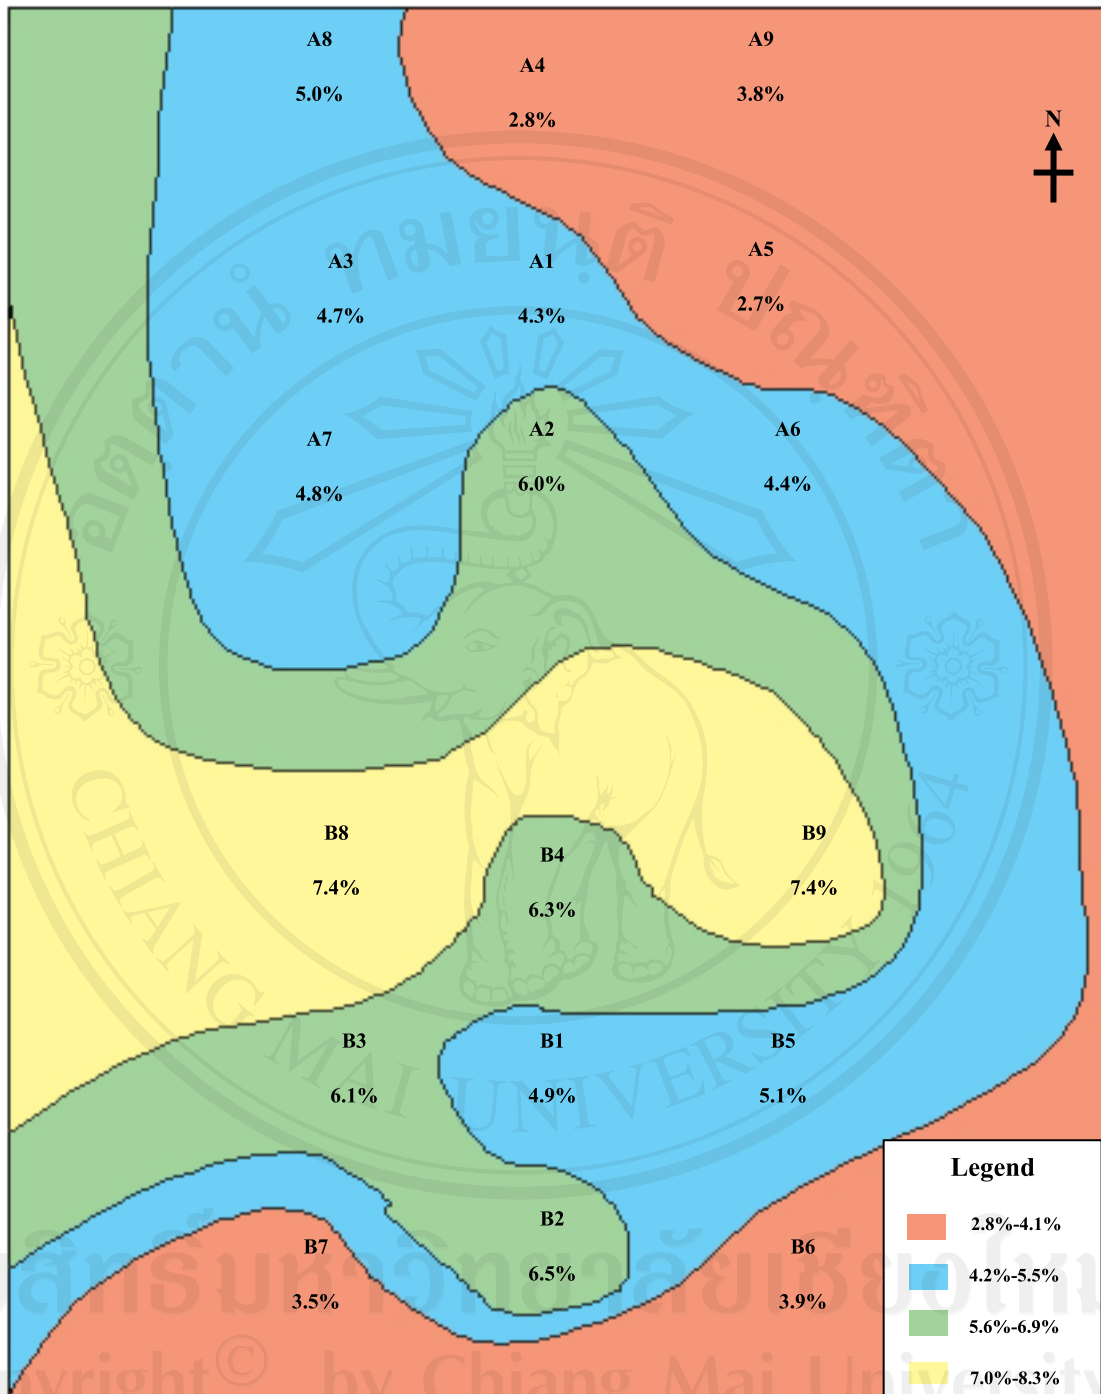 A8
5.0%
A4
2.8%
A9
3.8%
N
A3
4.7%
A1
4.3%
A5
2.7%
A7
4.8%
A2
6.0%
A6
4.4%
B8
7.4%
B4
6.3%
B9
7.4%
B3
6.1%
B1
4.9%
B5
5.1%
B2
6.5%
B7
3.5%
B6
3.9%
Legend
2.8%-4.1%
4.2%-5.5%
5.6%-6.9%
7.0%-8.3%
CHIANG MAI UNIVERSITY 1964
by Chiang Mai University